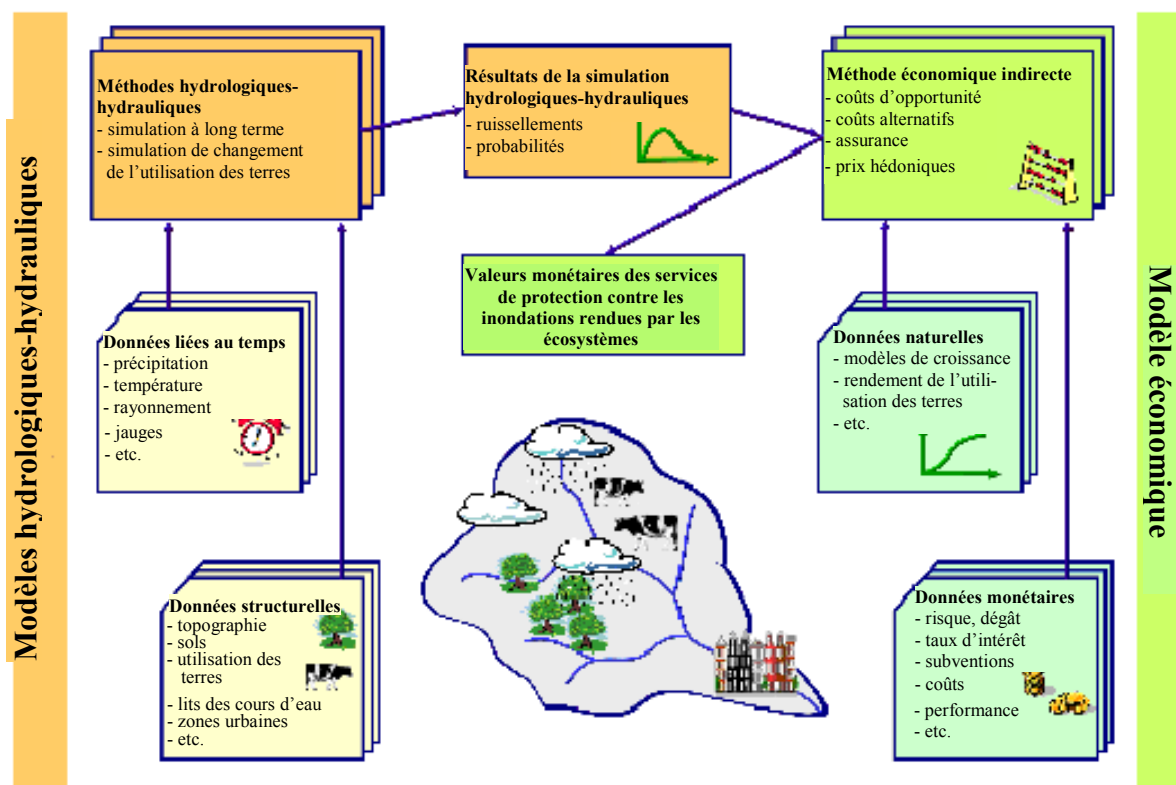 Modèles hydrologiques-hydrauliques
Méthodes hydrologiques-
hydrauliques
- simulation à long terme
- simulation de changement
de l’utilisation des terres
Résultats de la simulation
hydrologiques-hydrauliques
- ruissellements
- probabilités
Méthode économique indirecte
- coûts d’opportunité
- coûts alternatifs
- assurance
- prix hédoniques
Valeurs monétaires des services
de protection contre les
inondations rendues par les
écosystèmes
Données liées au temps
- précipitation
- température
- rayonnement
- jauges
- etc.
Données naturelles
- modèles de croissance
- rendement de l’utili-
sation des terres
- etc.
Données structurelles
- topographie
- sols
- utilisation des
terres
- lits des cours d’eau
- zones urbaines
- etc.
Données monétaires
- risque, dégât
- taux d’intérêt
- subventions
- coûts
- performance
- etc.
Modèle économique